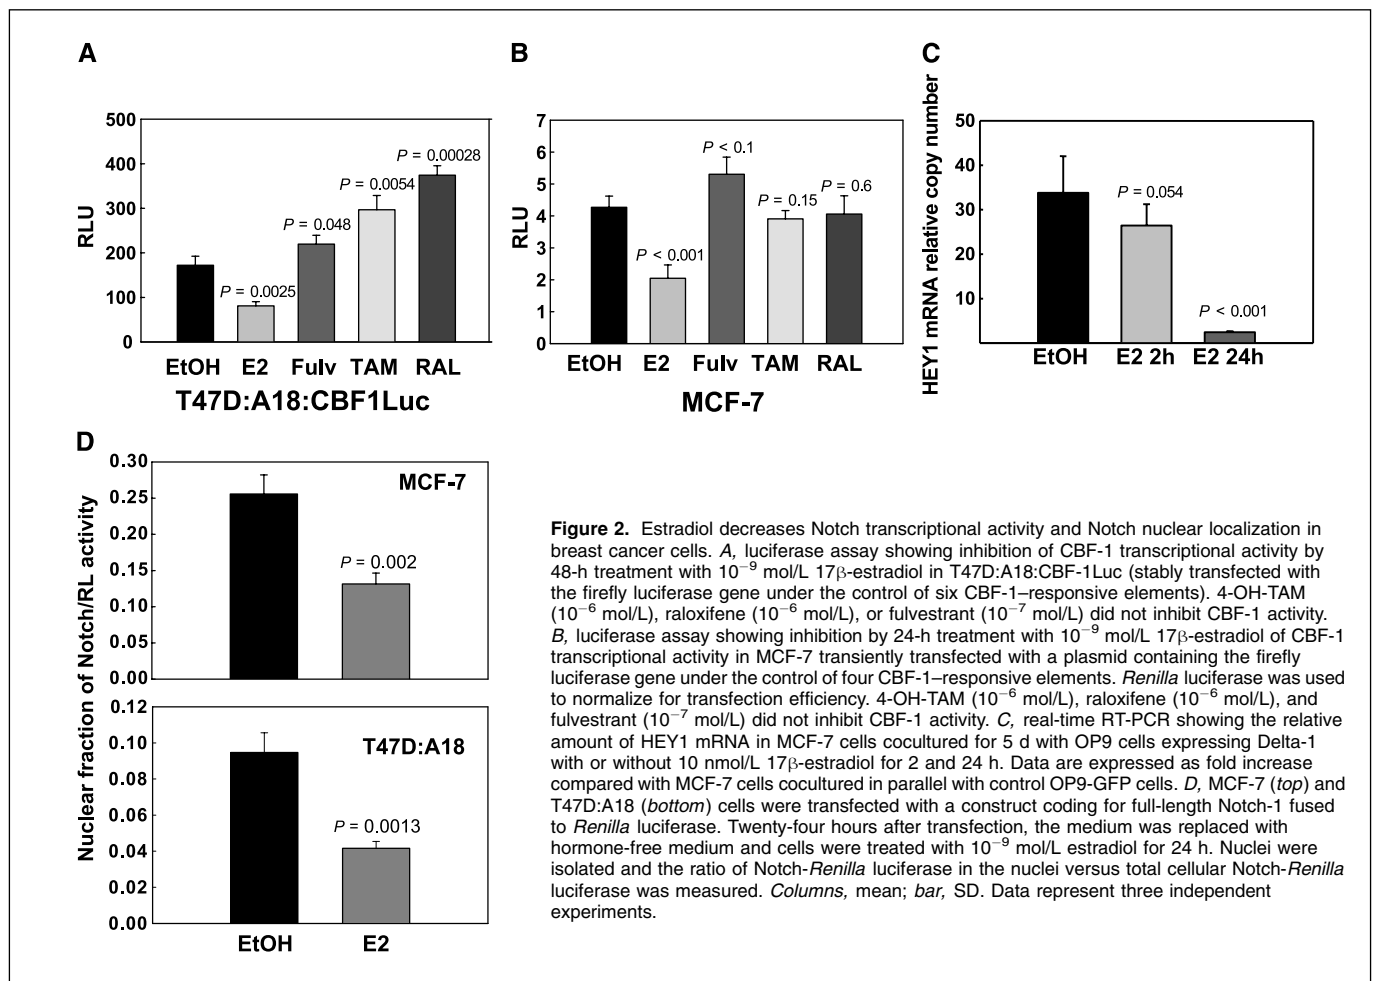 A
RLU
500
400
300
200
100
0
P = 0.0025
P = 0.048
P = 0.0054
P = 0.00028
EtOH E2 Fulv TAM RAL
T47D:A18:CBF1Luc
B
RLU
7
6
5
4
3
2
1
0
P < 0.001
P < 0.1
P = 0.15
P = 0.6
EtOH E2 Fulv TAM RAL
MCF-7
C
HEY1 mRNA relative copy number
50
40
30
20
10
P = 0.054
P < 0.001
EtOH E2 2h E2 24h
D
Nuclear fraction of Notch/RL activity
0.30
0.25
0.20
0.15
0.10
0.05
0.00
MCF-7
P = 0.002
0.12
0.10
0.08
0.06
0.04
0.02
0.00
T47D:A18
P = 0.0013
EtOH E2
Figure 2. Estradiol decreases Notch transcriptional activity and Notch nuclear localization in
breast cancer cells. A, luciferase assay showing inhibition of CBF-1 transcriptional activity by
48-h treatment with 10⁻⁹ mol/L 17β-estradiol in T47D:A18:CBF-1Luc (stably transfected with
the firefly luciferase gene under the control of six CBF-1–responsive elements). 4-OH-TAM
(10⁻⁶ mol/L), raloxifene (10⁻⁶ mol/L), or fulvestrant (10⁻⁷ mol/L) did not inhibit CBF-1 activity.
B, luciferase assay showing inhibition by 24-h treatment with 10⁻⁹ mol/L 17β-estradiol of CBF-1
transcriptional activity in MCF-7 transiently transfected with a plasmid containing the firefly
luciferase gene under the control of four CBF-1–responsive elements. Renilla luciferase was used
to normalize for transfection efficiency. 4-OH-TAM (10⁻⁶ mol/L), raloxifene (10⁻⁶ mol/L), and
fulvestrant (10⁻⁷ mol/L) did not inhibit CBF-1 activity. C, real-time RT-PCR showing the relative
amount of HEY1 mRNA in MCF-7 cells cocultured for 5 d with OP9 cells expressing Delta-1
with or without 10 nmol/L 17β-estradiol for 2 and 24 h. Data are expressed as fold increase
compared with MCF-7 cells cocultured in parallel with control OP9-GFP cells. D, MCF-7 (top) and
T47D:A18 (bottom) cells were transfected with a construct coding for full-length Notch-1 fused
to Renilla luciferase. Twenty-four hours after transfection, the medium was replaced with
hormone-free medium and cells were treated with 10⁻⁹ mol/L estradiol for 24 h. Nuclei were
isolated and the ratio of Notch-Renilla luciferase in the nuclei versus total cellular Notch-Renilla
luciferase was measured. Columns, mean; bar, SD. Data represent three independent
experiments.